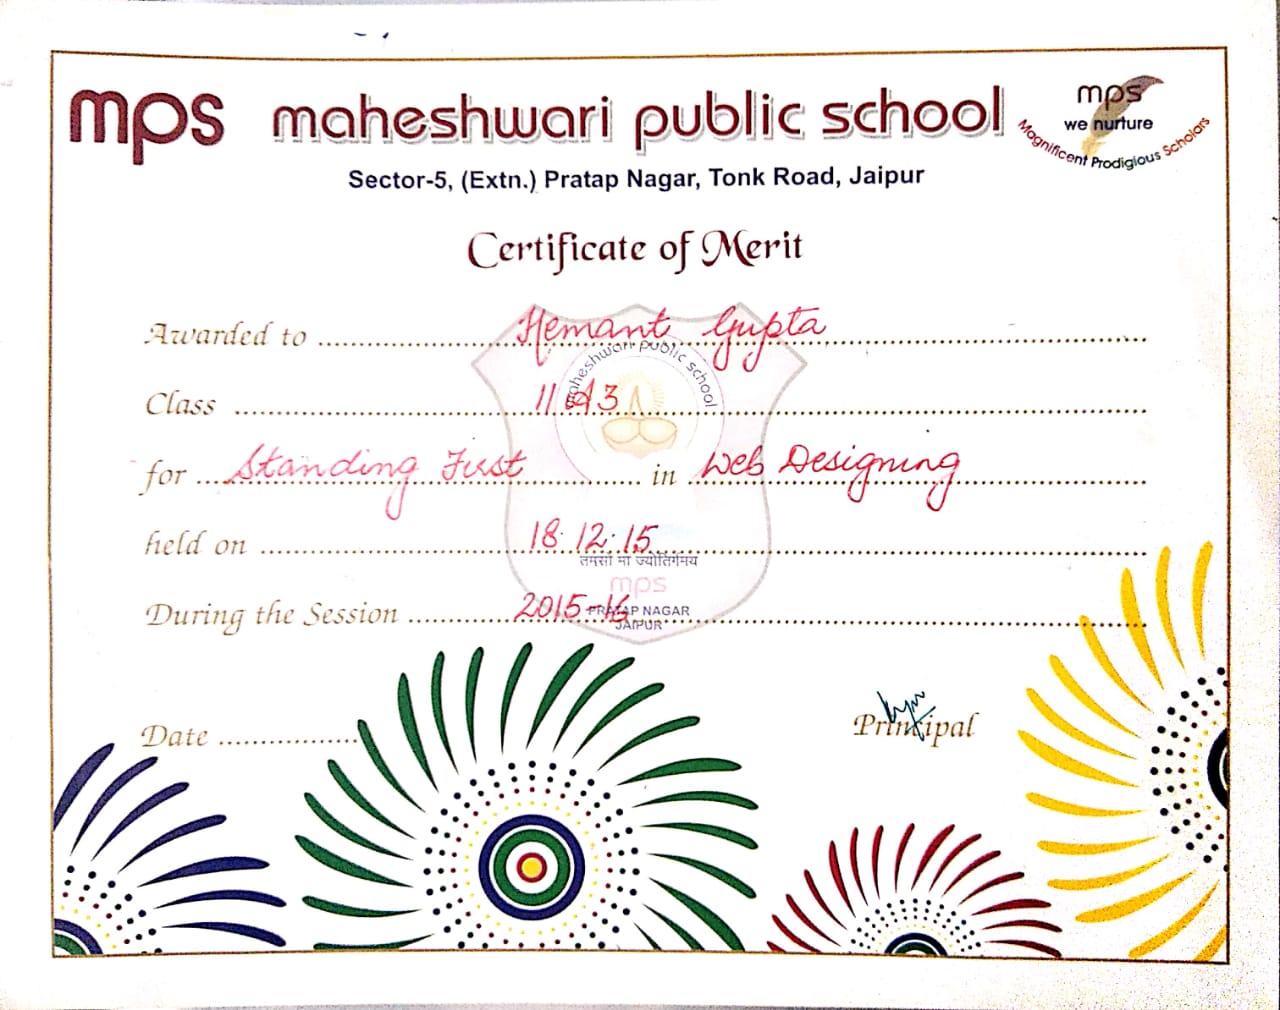 mps maheshwari public school
mps
we nurture
Magnificent Prodigious Scholars
Sector-5, (Extn.) Pratap Nagar, Tonk Road, Jaipur
Certificate of Merit
Awarded to Hemant Gupta
maheshwari public school
Class 11 A3
for Standing First in Web Designing
held on 18.12.15
तमसो मा ज्योतिर्गमय
mps
During the Session 2015-16
PRATAP NAGAR
JAIPUR
Date
Principal